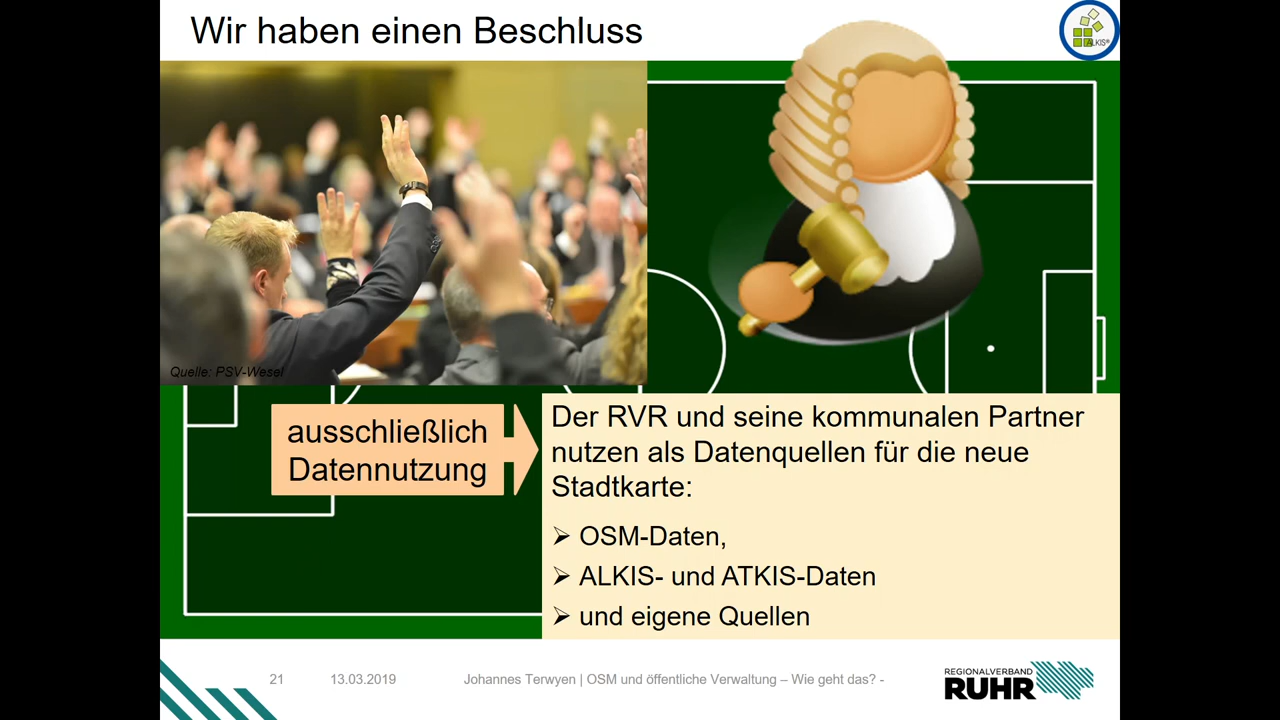 Wir haben einen Beschluss
ALKIS®
Quelle: PSV-Wesel
ausschließlich
Datennutzung
Der RVR und seine kommunalen Partner
nutzen als Datenquellen für die neue
Stadtkarte:
➢ OSM-Daten,
➢ ALKIS- und ATKIS-Daten
➢ und eigene Quellen
21
13.03.2019
Johannes Terwyen | OSM und öffentliche Verwaltung – Wie geht das? -
REGIONALVERBAND
RUHR